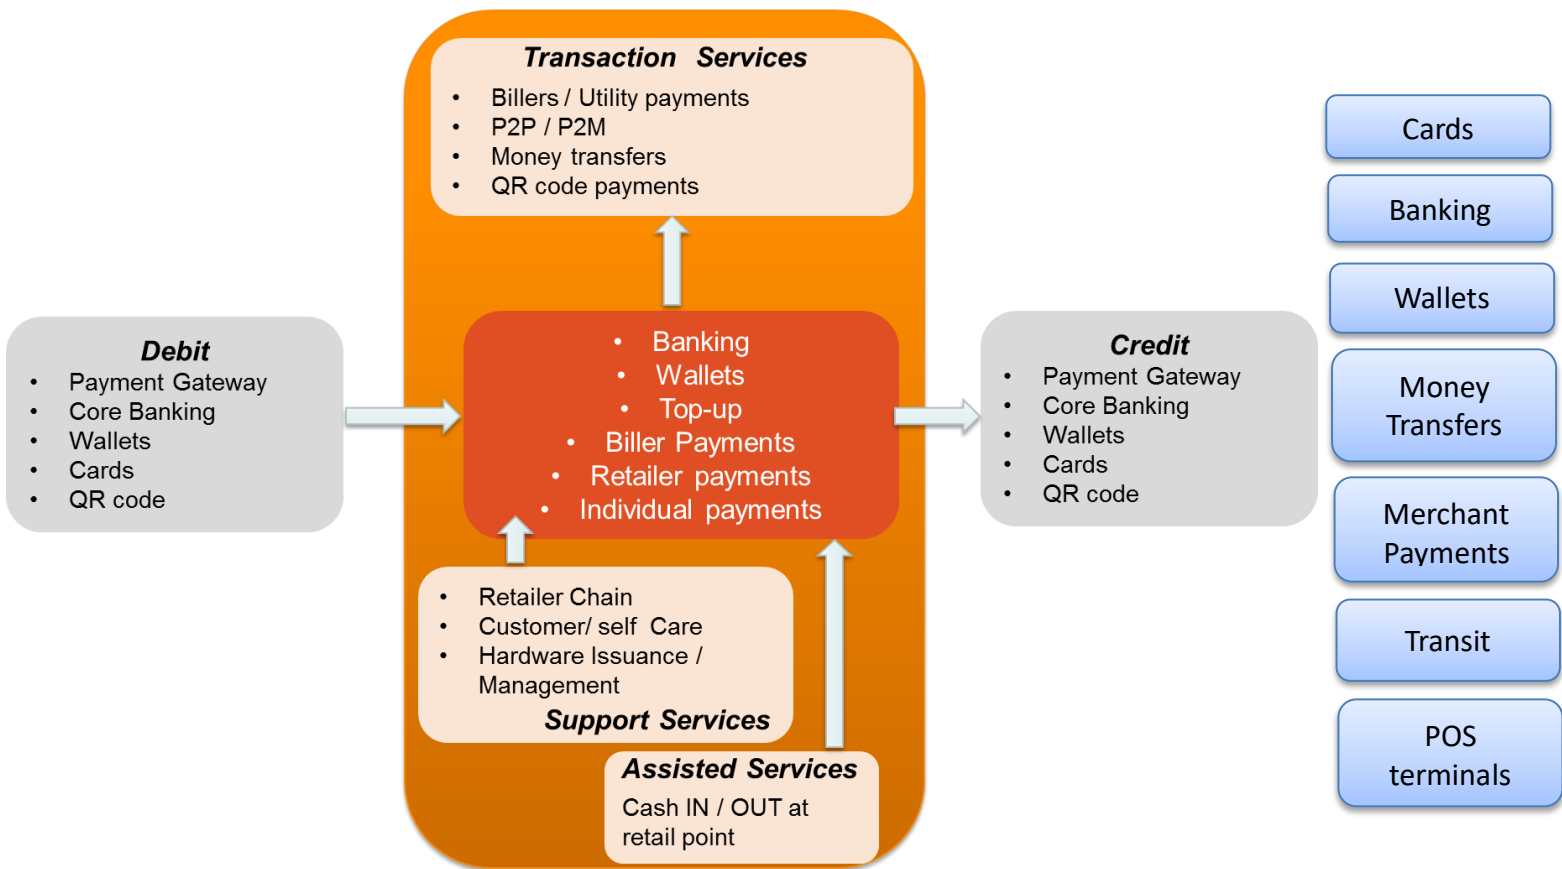 Transaction Services
• Billers / Utility payments
• P2P / P2M
• Money transfers
• QR code payments
Debit
• Payment Gateway
• Core Banking
• Wallets
• Cards
• QR code
• Banking
• Wallets
• Top-up
• Biller Payments
• Retailer payments
• Individual payments
Credit
• Payment Gateway
• Core Banking
• Wallets
• Cards
• QR code
• Retailer Chain
• Customer/ self Care
• Hardware Issuance /
Management
Support Services
Assisted Services
Cash IN / OUT at
retail point
Cards
Banking
Wallets
Money
Transfers
Merchant
Payments
Transit
POS
terminals